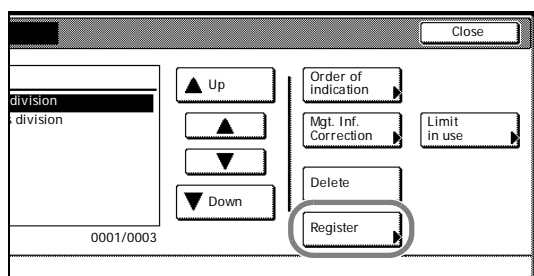 Close
division
division
0001/0003
Up
Down
Order of
indication
Mgt. Inf.
Correction
Limit
in use
Delete
Register